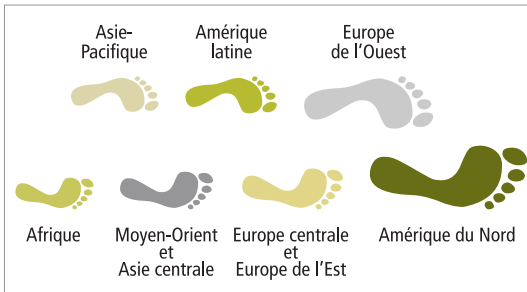 Asie-
Pacifique
Amérique
latine
Europe
de l'Ouest
Afrique
Moyen-Orient
et
Asie centrale
Europe centrale
et
Europe de l'Est
Amérique du Nord